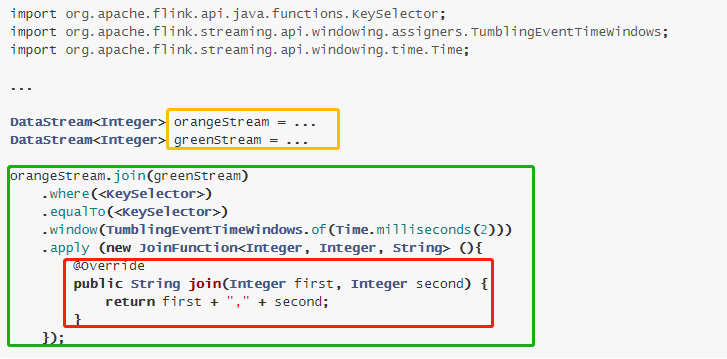 import org.apache.flink.api.java.functions.KeySelector;
import org.apache.flink.streaming.api.windowing.assigners.TumblingEventTimeWindows;
import org.apache.flink.streaming.api.windowing.time.Time;
...
DataStream<Integer> orangeStream = ...
DataStream<Integer> greenStream = ...
orangeStream.join(greenStream)
    .where(<KeySelector>)
    .equalTo(<KeySelector>)
    .window(TumblingEventTimeWindows.of(Time.milliseconds(2)))
    .apply (new JoinFunction<Integer, Integer, String> (){
        @Override
        public String join(Integer first, Integer second) {
            return first + "," + second;
        }
    });